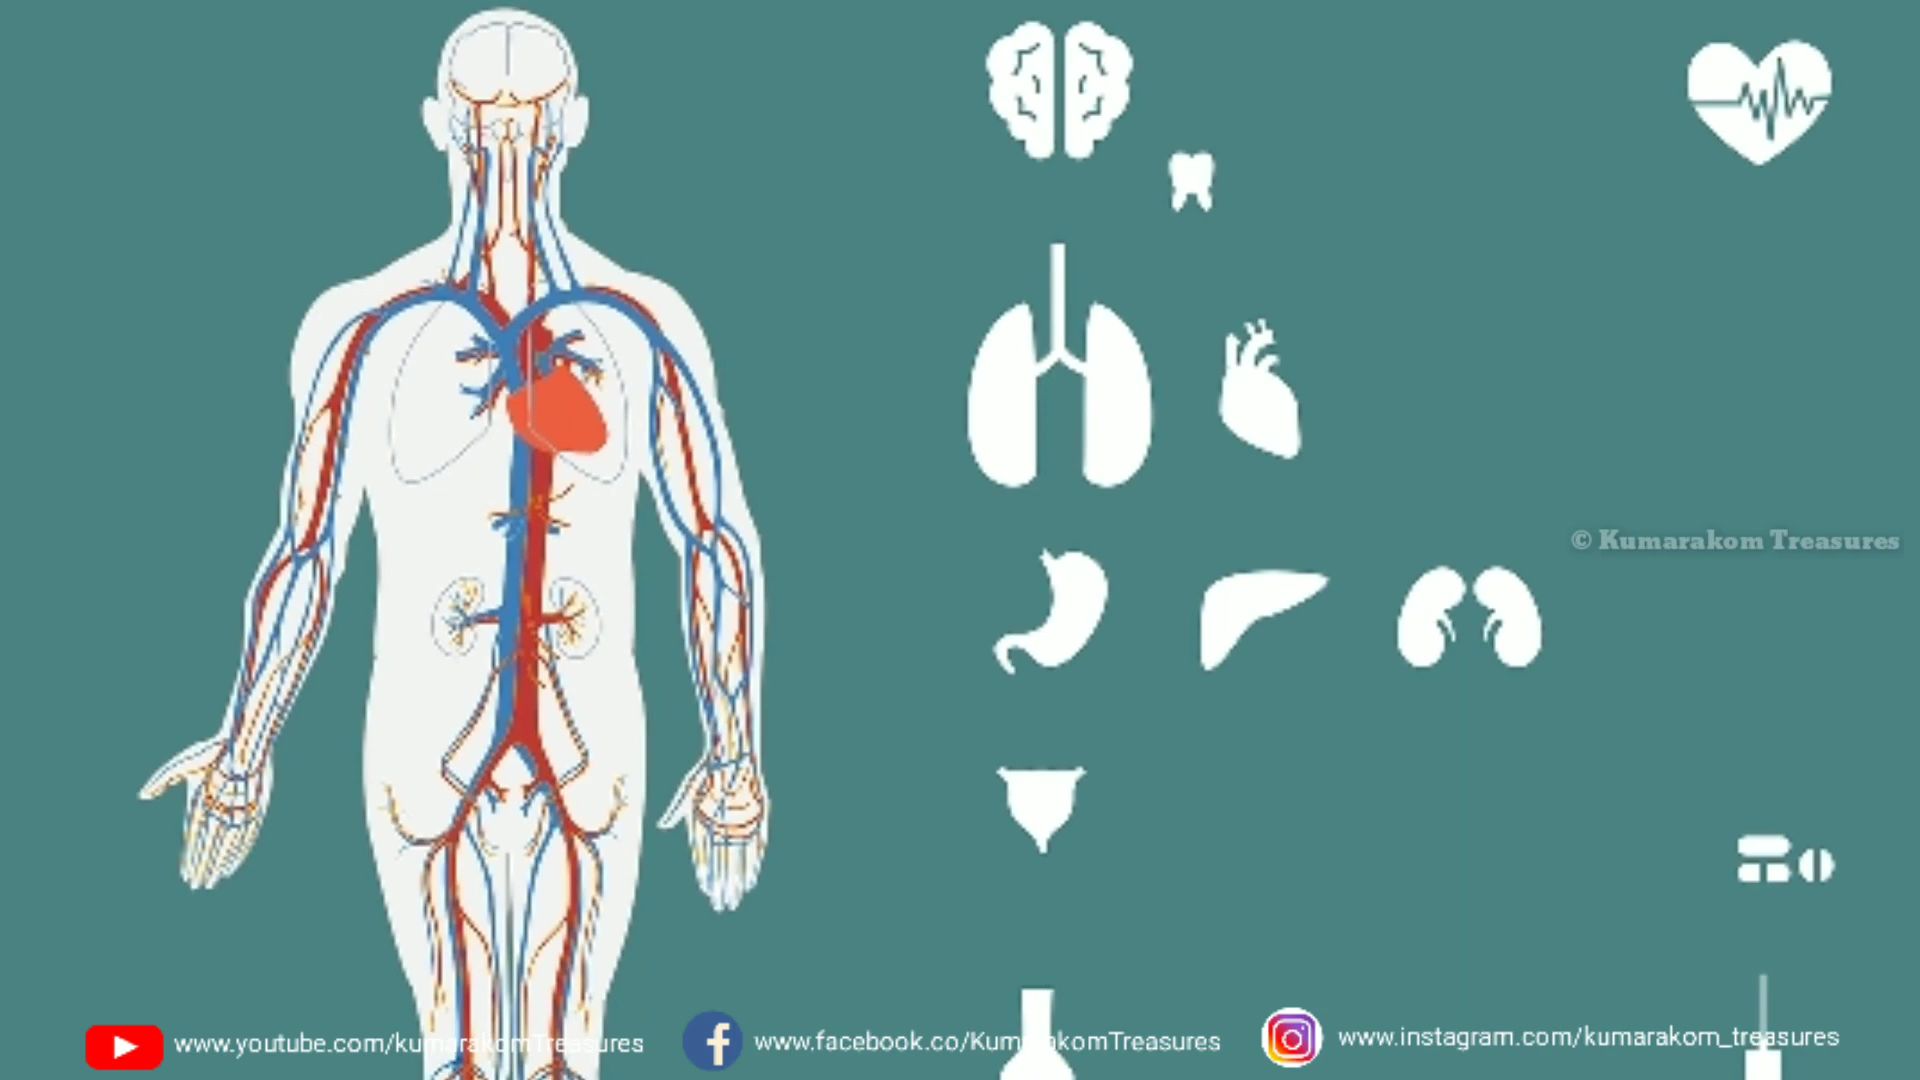 © Kumarakom Treasures
www.youtube.com/kumarakomTreasures
www.facebook.co/KumarakomTreasures
www.instagram.com/kumarakom_treasures